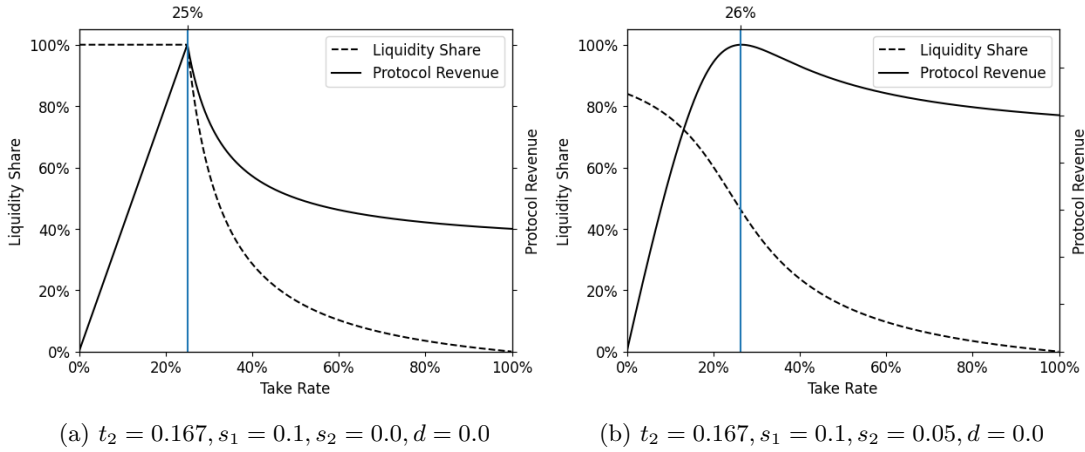 25%
100%
80%
60%
40%
20%
0%
Liquidity Share
Liquidity Share
Protocol Revenue
Protocol Revenue
0% 20% 40% 60% 80% 100%
Take Rate
(a) t₂ = 0.167, s₁ = 0.1, s₂ = 0.0, d = 0.0
26%
100%
80%
60%
40%
20%
0%
Liquidity Share
Liquidity Share
Protocol Revenue
Protocol Revenue
0% 20% 40% 60% 80% 100%
Take Rate
(b) t₂ = 0.167, s₁ = 0.1, s₂ = 0.05, d = 0.0